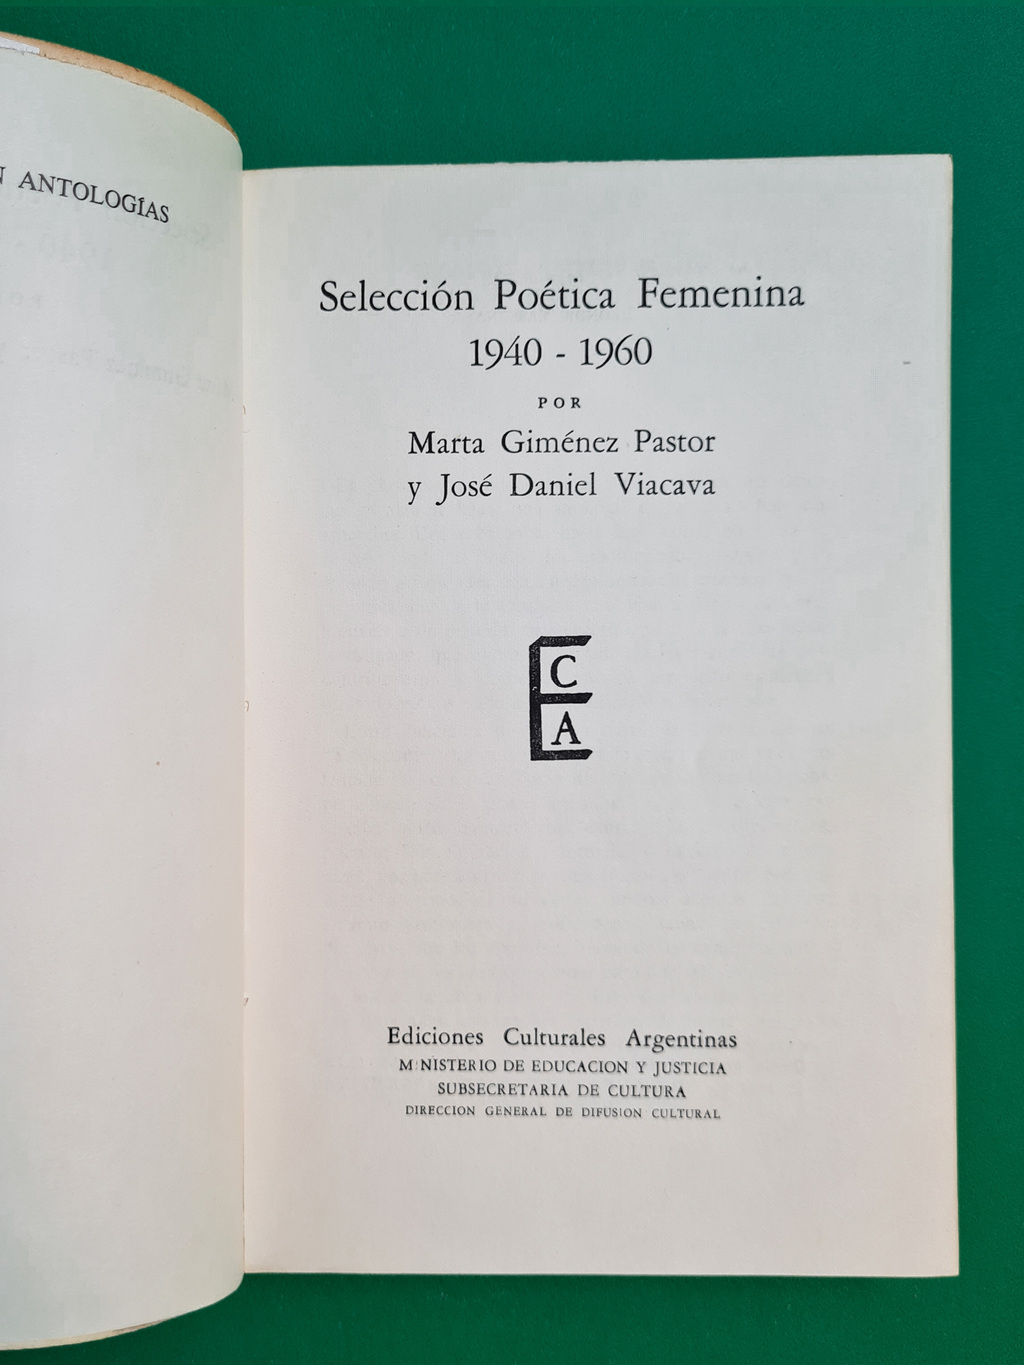 ANTOLOGÍAS
Selección Poética Femenina
1940 - 1960
POR
Marta Giménez Pastor
y José Daniel Viacava
E
C
A
Ediciones Culturales Argentinas
MINISTERIO DE EDUCACION Y JUSTICIA
SUBSECRETARIA DE CULTURA
DIRECCION GENERAL DE DIFUSION CULTURAL